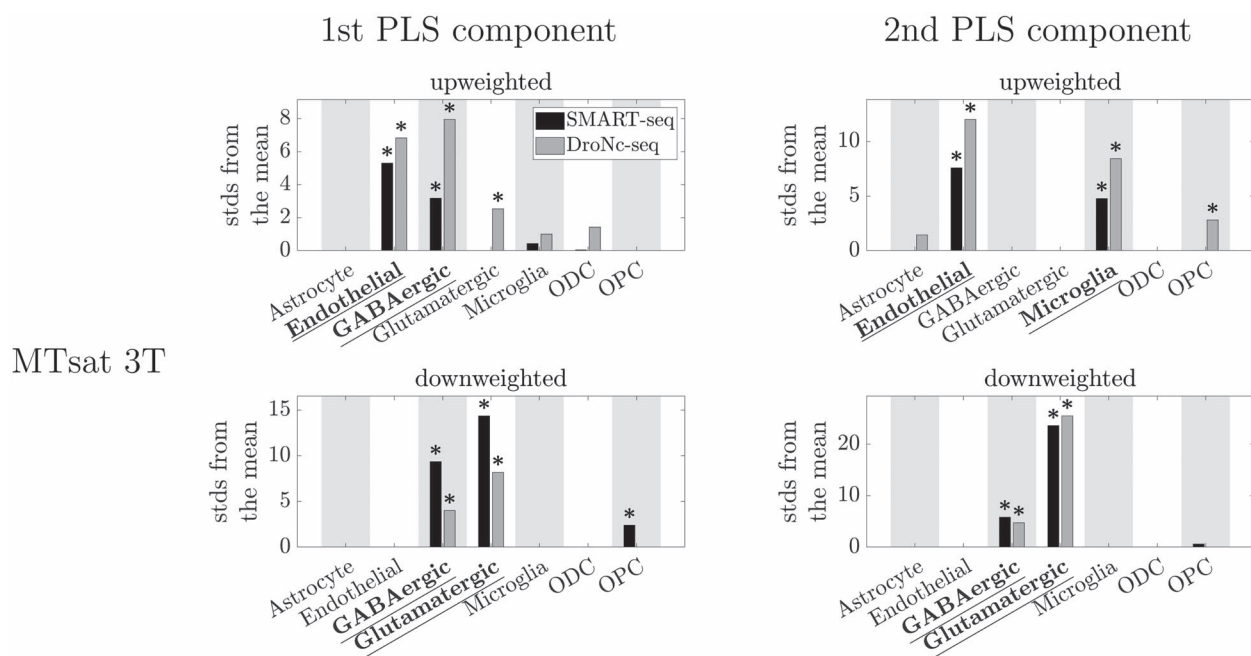 1st PLS component
2nd PLS component
MTsat 3T
upweighted
stds from
the mean
8
6
4
2
0
* * * * *
SMART-seq
DroNc-seq
Astrocyte
Endothelial
GABAergic
Glutamatergic
Microglia
ODC
OPC
upweighted
stds from
the mean
10
5
0
* * * * *
Astrocyte
Endothelial
GABAergic
Glutamatergic
Microglia
ODC
OPC
downweighted
stds from
the mean
15
10
5
0
* * * * *
Astrocyte
Endothelial
GABAergic
Glutamatergic
Microglia
ODC
OPC
downweighted
stds from
the mean
20
10
0
* * * *
Astrocyte
Endothelial
GABAergic
Glutamatergic
Microglia
ODC
OPC